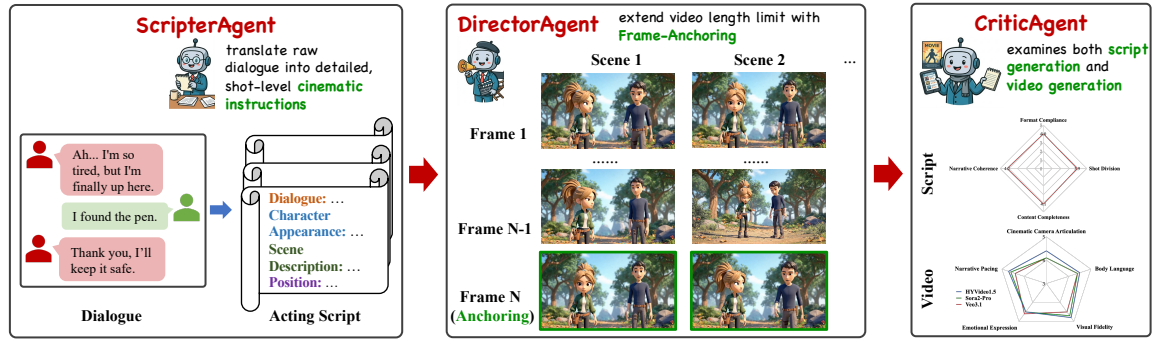 ScripterAgent
translate raw
dialogue into detailed,
shot-level cinematic
instructions
Ah... I'm so
tired, but I'm
finally up here.
I found the pen.
Thank you, I'll
keep it safe.
Dialogue
Dialogue: ...
Character
Appearance: ...
Scene
Description: ...
Position: ...
Acting Script
DirectorAgent
extend video length limit with
Frame-Anchoring
Scene 1
Scene 2
...
Frame 1
......
......
Frame N-1
Frame N
(Anchoring)
CriticAgent
MOVIE
examines both script
generation and
video generation
Script
Format Compliance
Narrative Coherence
Shot Division
Content Completeness
Video
Cinematic Camera Articulation
5
Narrative Pacing
Body Language
3
HYVideo1.5
Sora2-Pro
Veo3.1
Emotional Expression
Visual Fidelity